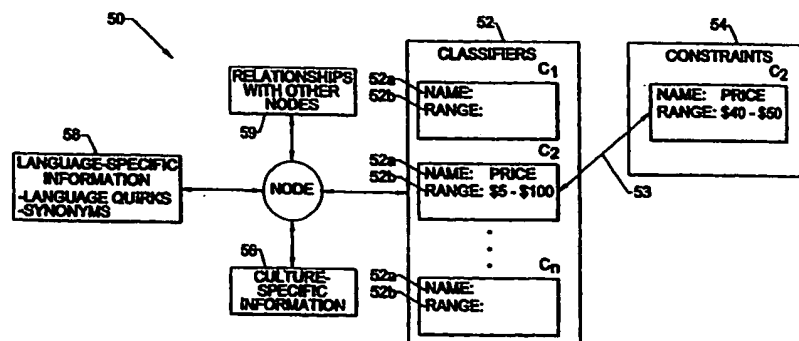 50
52
54
CLASSIFIERS
CONSTRAINTS
C1
52a
NAME:
52b
RANGE:
C2
NAME: PRICE
RANGE: $40 - $50
RELATIONSHIPS
WITH OTHER
NODES
59
58
LANGUAGE-SPECIFIC
INFORMATION
-LANGUAGE QUIRKS
-SYNONYMS
NODE
C2
52a
NAME: PRICE
52b
RANGE: $5 - $100
53
56
CULTURE-
SPECIFIC
INFORMATION
Cn
52a
NAME:
52b
RANGE: